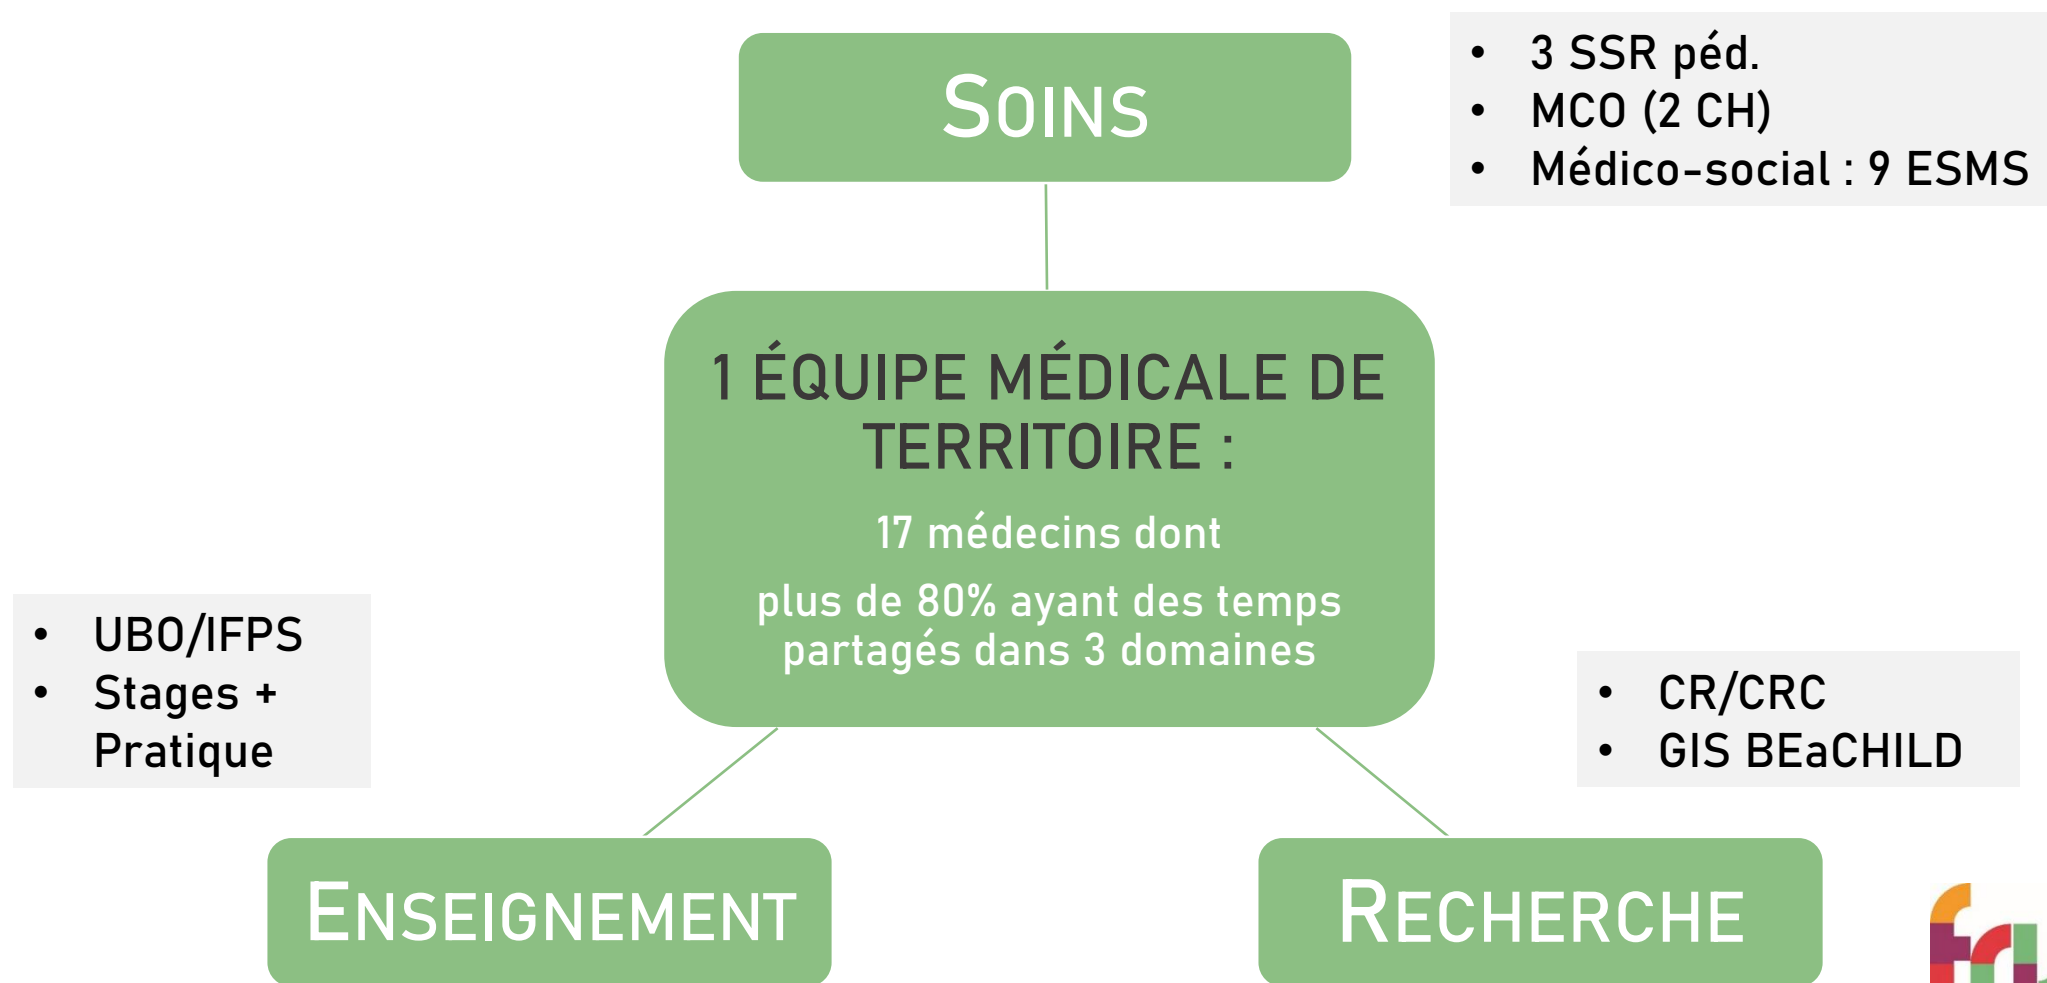 SOINS
• 3 SSR péd.
• MCO (2 CH)
• Médico-social : 9 ESMS
1 ÉQUIPE MÉDICALE DE
TERRITOIRE :
17 médecins dont
plus de 80% ayant des temps
partagés dans 3 domaines
• UBO/IFPS
• Stages +
Pratique
• CR/CRC
• GIS BEaCHILD
ENSEIGNEMENT
RECHERCHE